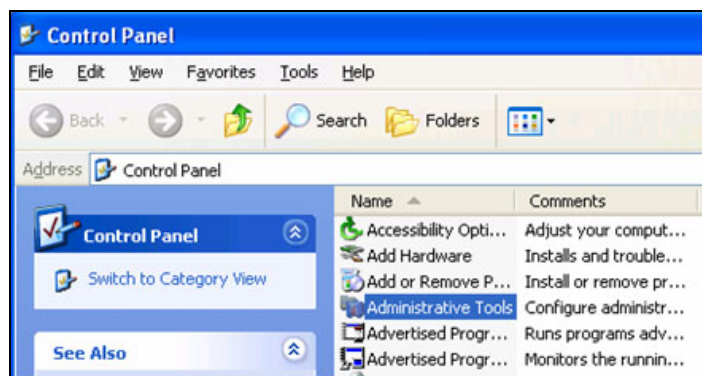 Control Panel
File Edit View Favorites Tools Help
Back Search Folders
Address Control Panel
Name Comments
Control Panel
Switch to Category View
See Also
Accessibility Opti... Adjust your comput...
Add Hardware Installs and trouble...
Add or Remove P... Install or remove pr...
Administrative Tools Configure administr...
Advertised Progr... Runs programs adv...
Advertised Progr... Monitors the runnin...